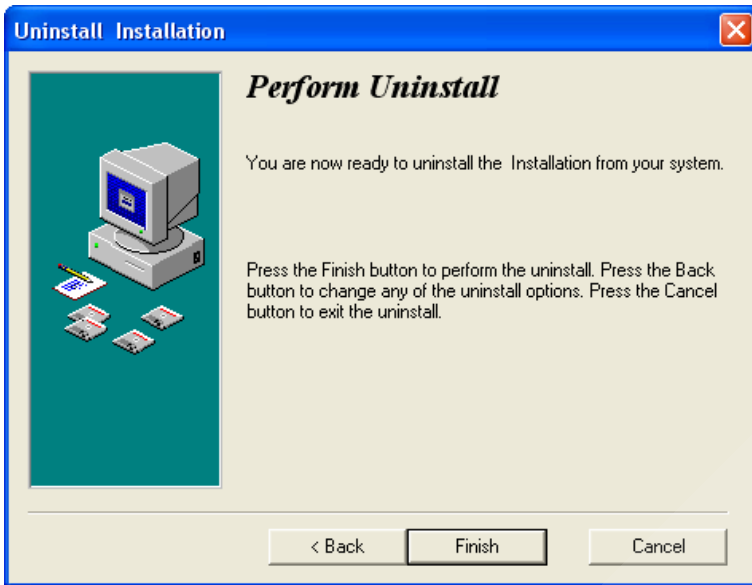 Uninstall  Installation
Perform Uninstall
You are now ready to uninstall the  Installation from your system.
Press the Finish button to perform the uninstall. Press the Back
button to change any of the uninstall options. Press the Cancel
button to exit the uninstall.
< Back
Finish
Cancel